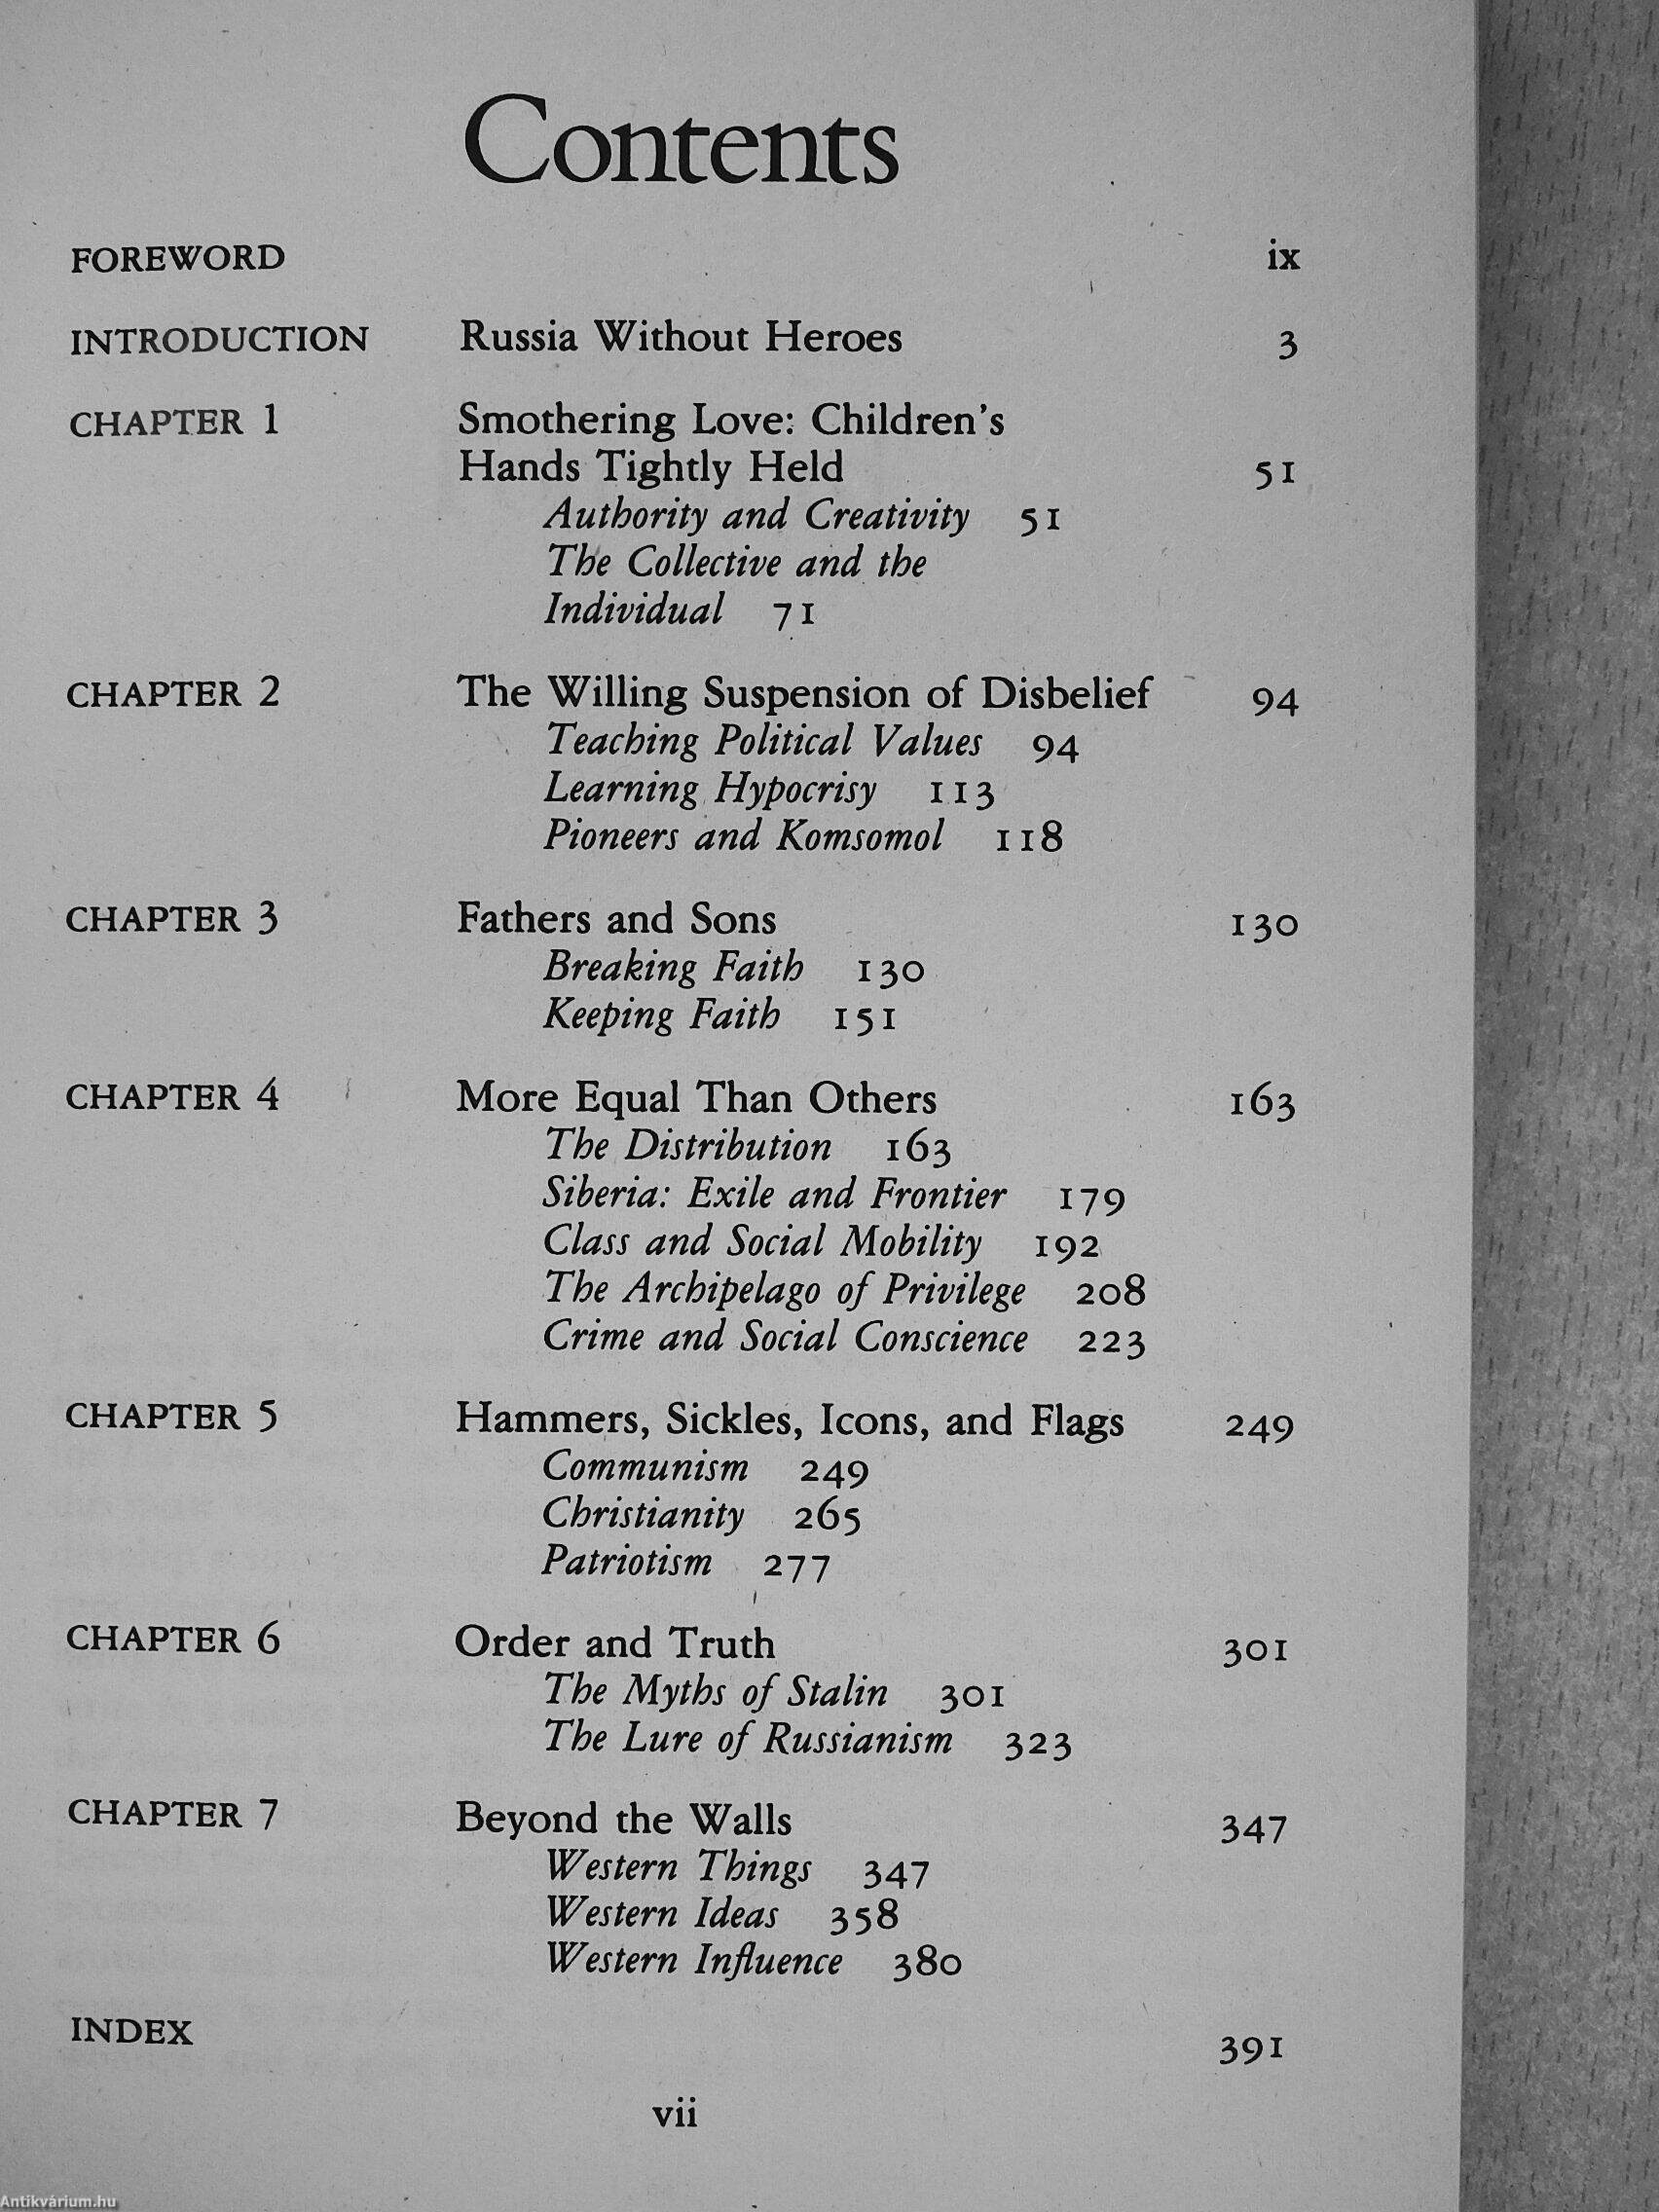 Contents
FOREWORD ix
INTRODUCTION Russia Without Heroes 3
CHAPTER 1 Smothering Love: Children's
Hands Tightly Held 51
Authority and Creativity 51
The Collective and the
Individual 71
CHAPTER 2 The Willing Suspension of Disbelief 94
Teaching Political Values 94
Learning Hypocrisy 113
Pioneers and Komsomol 118
CHAPTER 3 Fathers and Sons 130
Breaking Faith 130
Keeping Faith 151
CHAPTER 4 More Equal Than Others 163
The Distribution 163
Siberia: Exile and Frontier 179
Class and Social Mobility 192
The Archipelago of Privilege 208
Crime and Social Conscience 223
CHAPTER 5 Hammers, Sickles, Icons, and Flags 249
Communism 249
Christianity 265
Patriotism 277
CHAPTER 6 Order and Truth 301
The Myths of Stalin 301
The Lure of Russianism 323
CHAPTER 7 Beyond the Walls 347
Western Things 347
Western Ideas 358
Western Influence 380
INDEX 391
vii
Antikvárium.hu